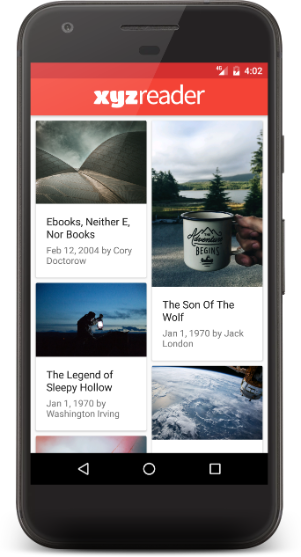 4G 4:02
xyzreader
Ebooks, Neither E,
Nor Books
Feb 12, 2004 by Cory
Doctorow
The Legend of
Sleepy Hollow
Jan 1, 1970 by
Washington Irving
Adventure
BEGINS
The Son Of The
Wolf
Jan 1, 1970 by Jack
London